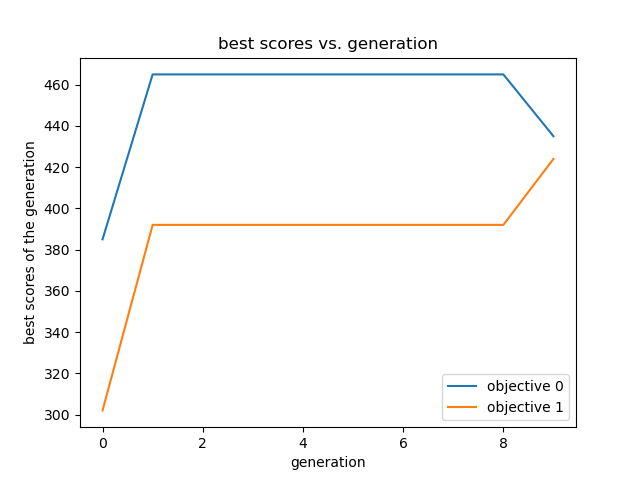 best scores vs. generation
best scores of the generation
460
440
420
400
380
360
340
320
300
objective 0
objective 1
0 2 4 6 8
generation